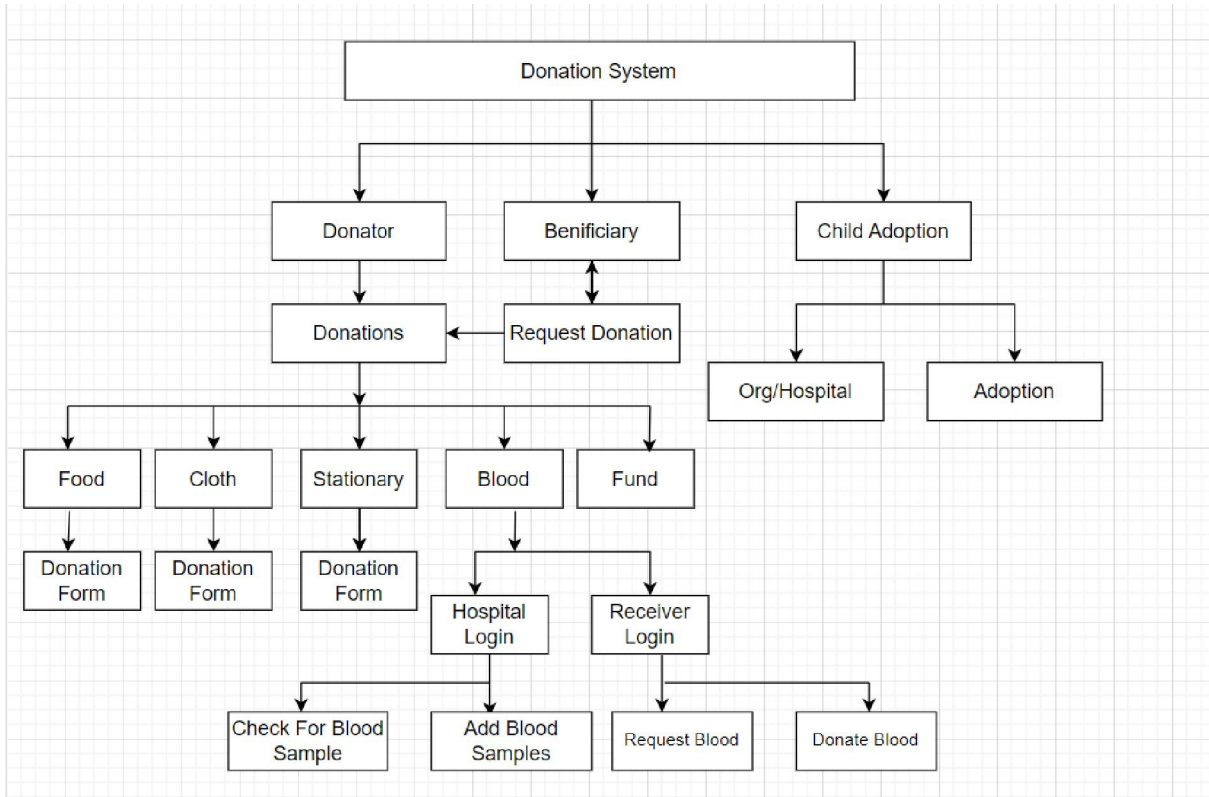 Donation System
Donator
Benificiary
Child Adoption
Donations
Request Donation
Org/Hospital
Adoption
Food
Cloth
Stationary
Blood
Fund
Donation
Form
Donation
Form
Donation
Form
Hospital
Login
Receiver
Login
Check For Blood
Sample
Add Blood
Samples
Request Blood
Donate Blood